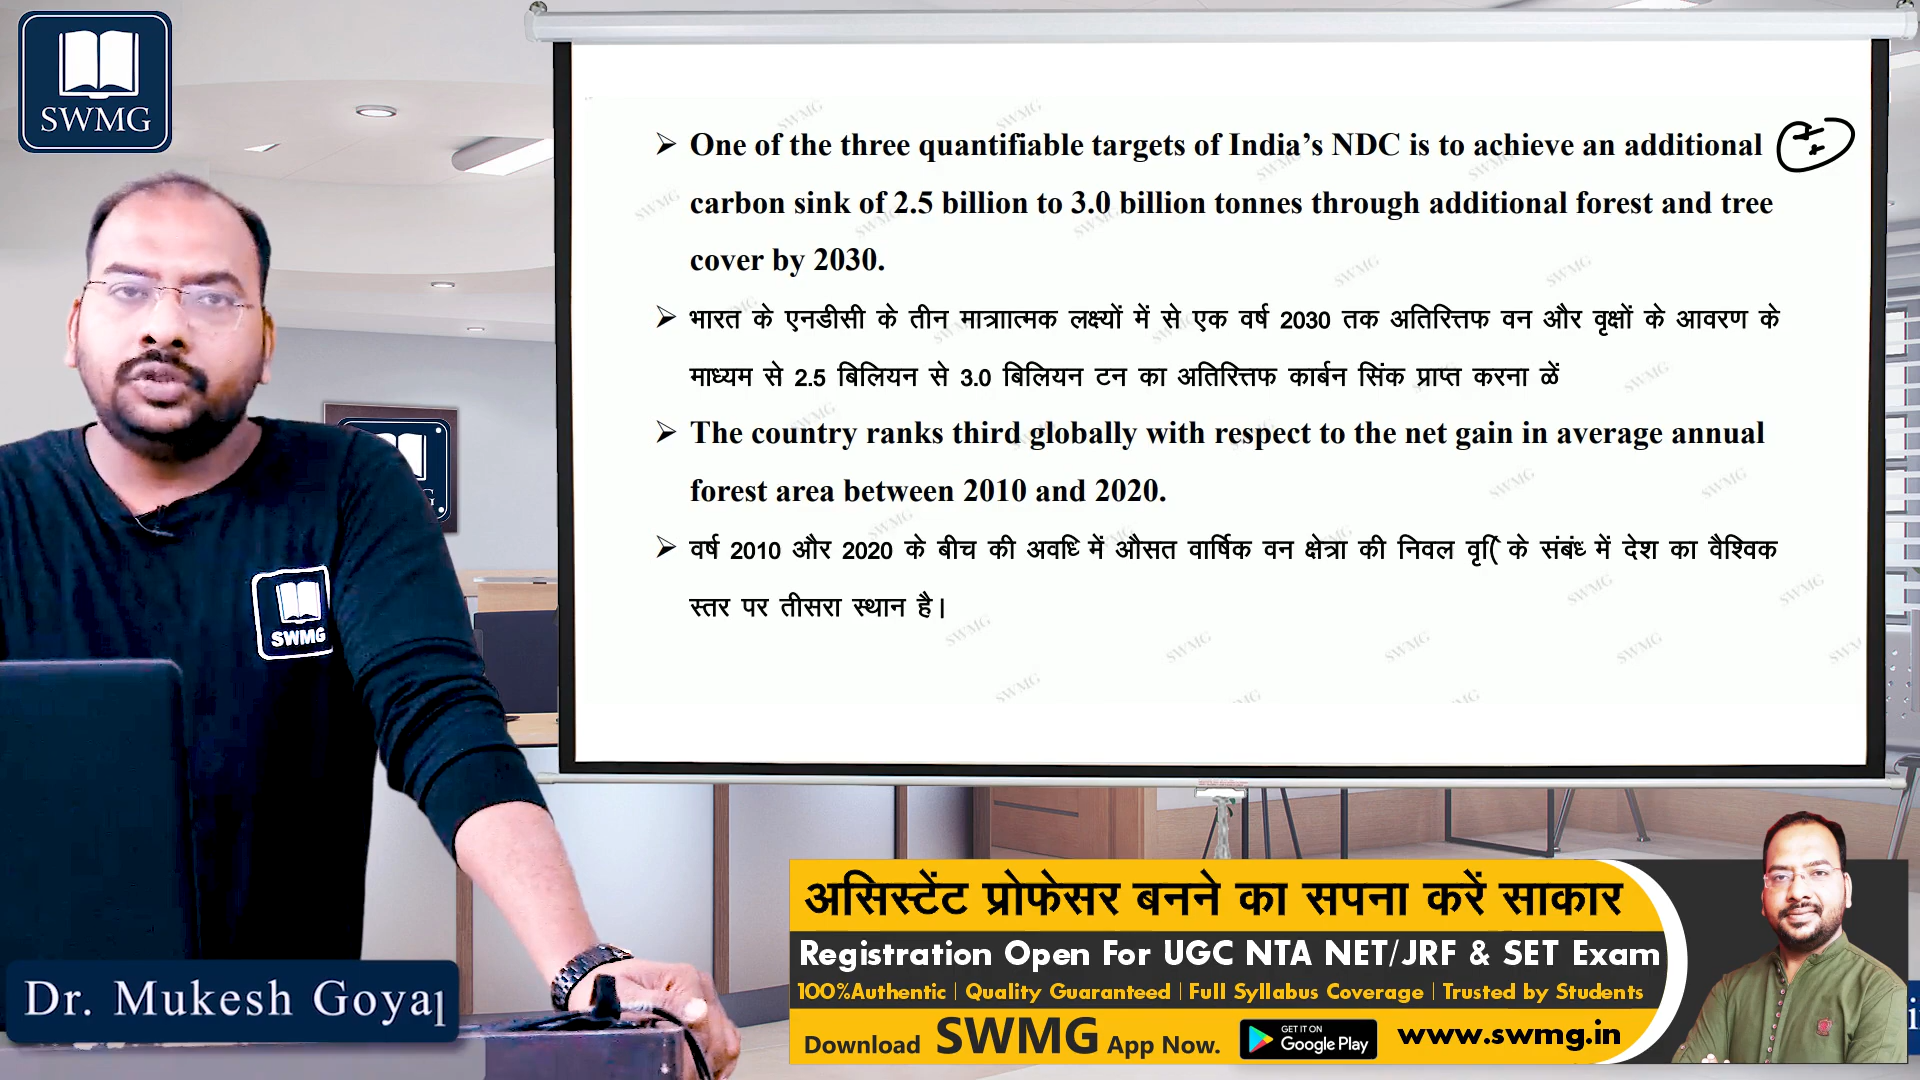 SWMG
➢ One of the three quantifiable targets of India's NDC is to achieve an additional
carbon sink of 2.5 billion to 3.0 billion tonnes through additional forest and tree
cover by 2030.
➢ भारत के एनडीसी के तीन मात्राात्मक लक्ष्यों में से एक वर्ष 2030 तक अतिरित्तफ वन और वृक्षों के आवरण के
माध्यम से 2.5 बिलियन से 3.0 बिलियन टन का अतिरित्तफ कार्बन सिंक प्राप्त करना ळें
➢ The country ranks third globally with respect to the net gain in average annual
forest area between 2010 and 2020.
➢ वर्ष 2010 और 2020 के बीच की अवधि में औसत वार्षिक वन क्षेत्रा की निवल वृ( के संबंध में देश का वैश्विक
स्तर पर तीसरा स्थान है।
SWMG
Dr. Mukesh Goya
असिस्टेंट प्रोफेसर बनने का सपना करें साकार
Registration Open For UGC NTA NET/JRF & SET Exam
100%Authentic | Quality Guaranteed | Full Syllabus Coverage | Trusted by Students
Download SWMG App Now. GET IT ON Google Play www.swmg.in